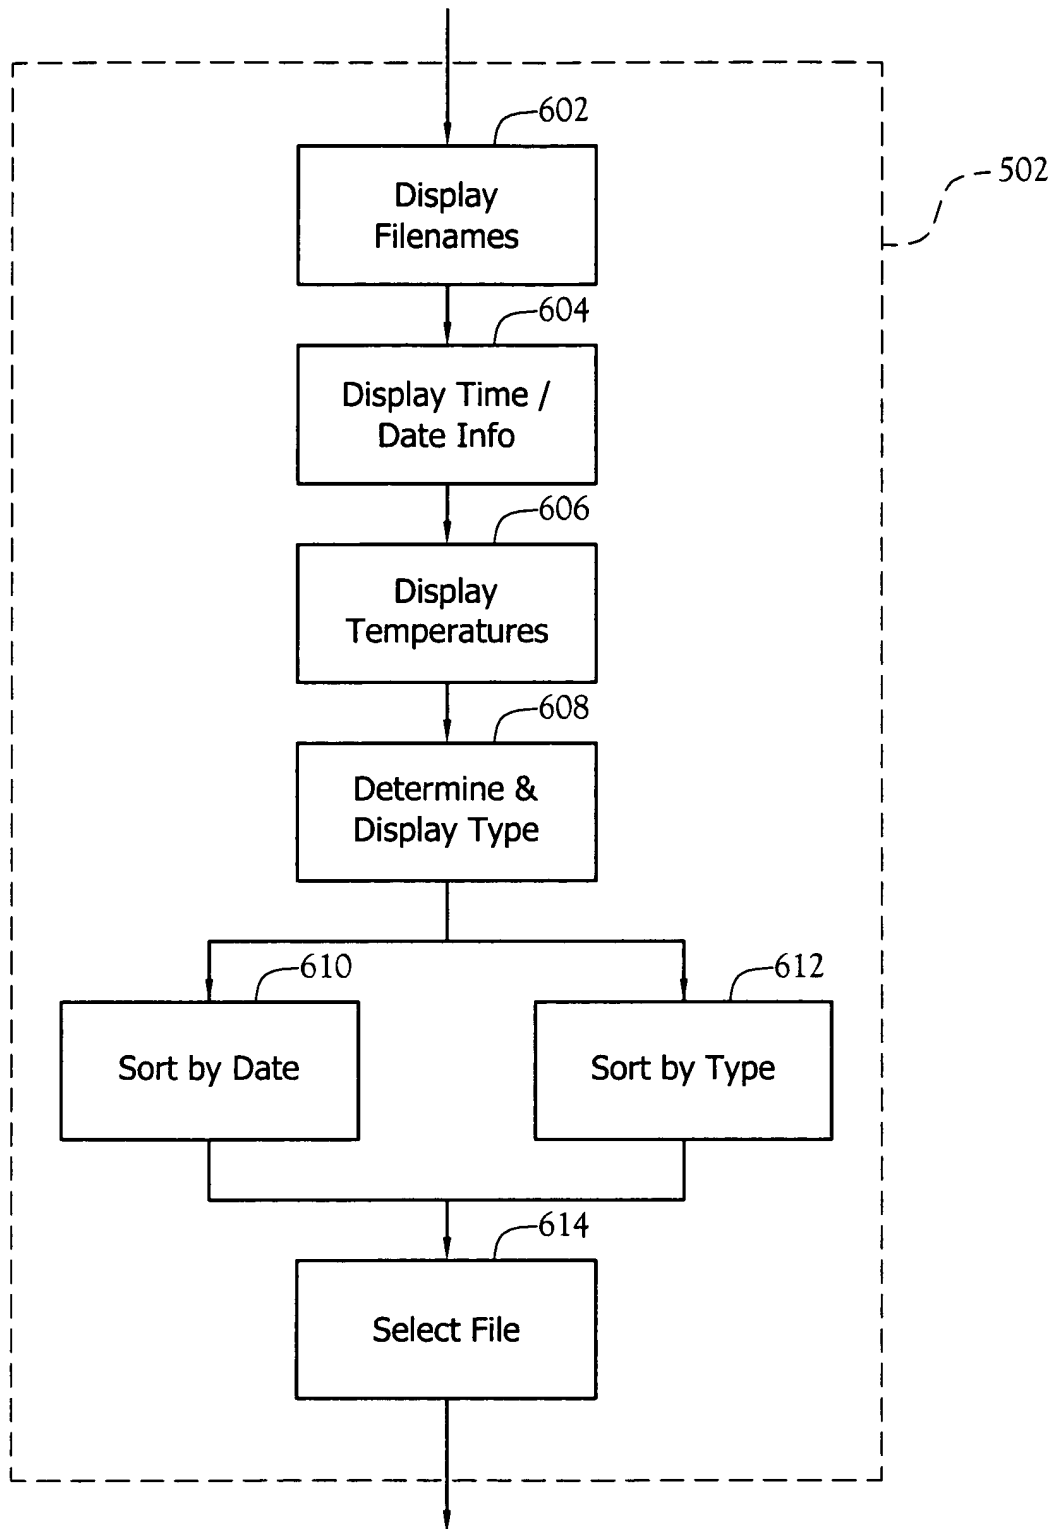 602
Display
Filenames
502
604
Display Time /
Date Info
606
Display
Temperatures
608
Determine &
Display Type
610
Sort by Date
612
Sort by Type
614
Select File